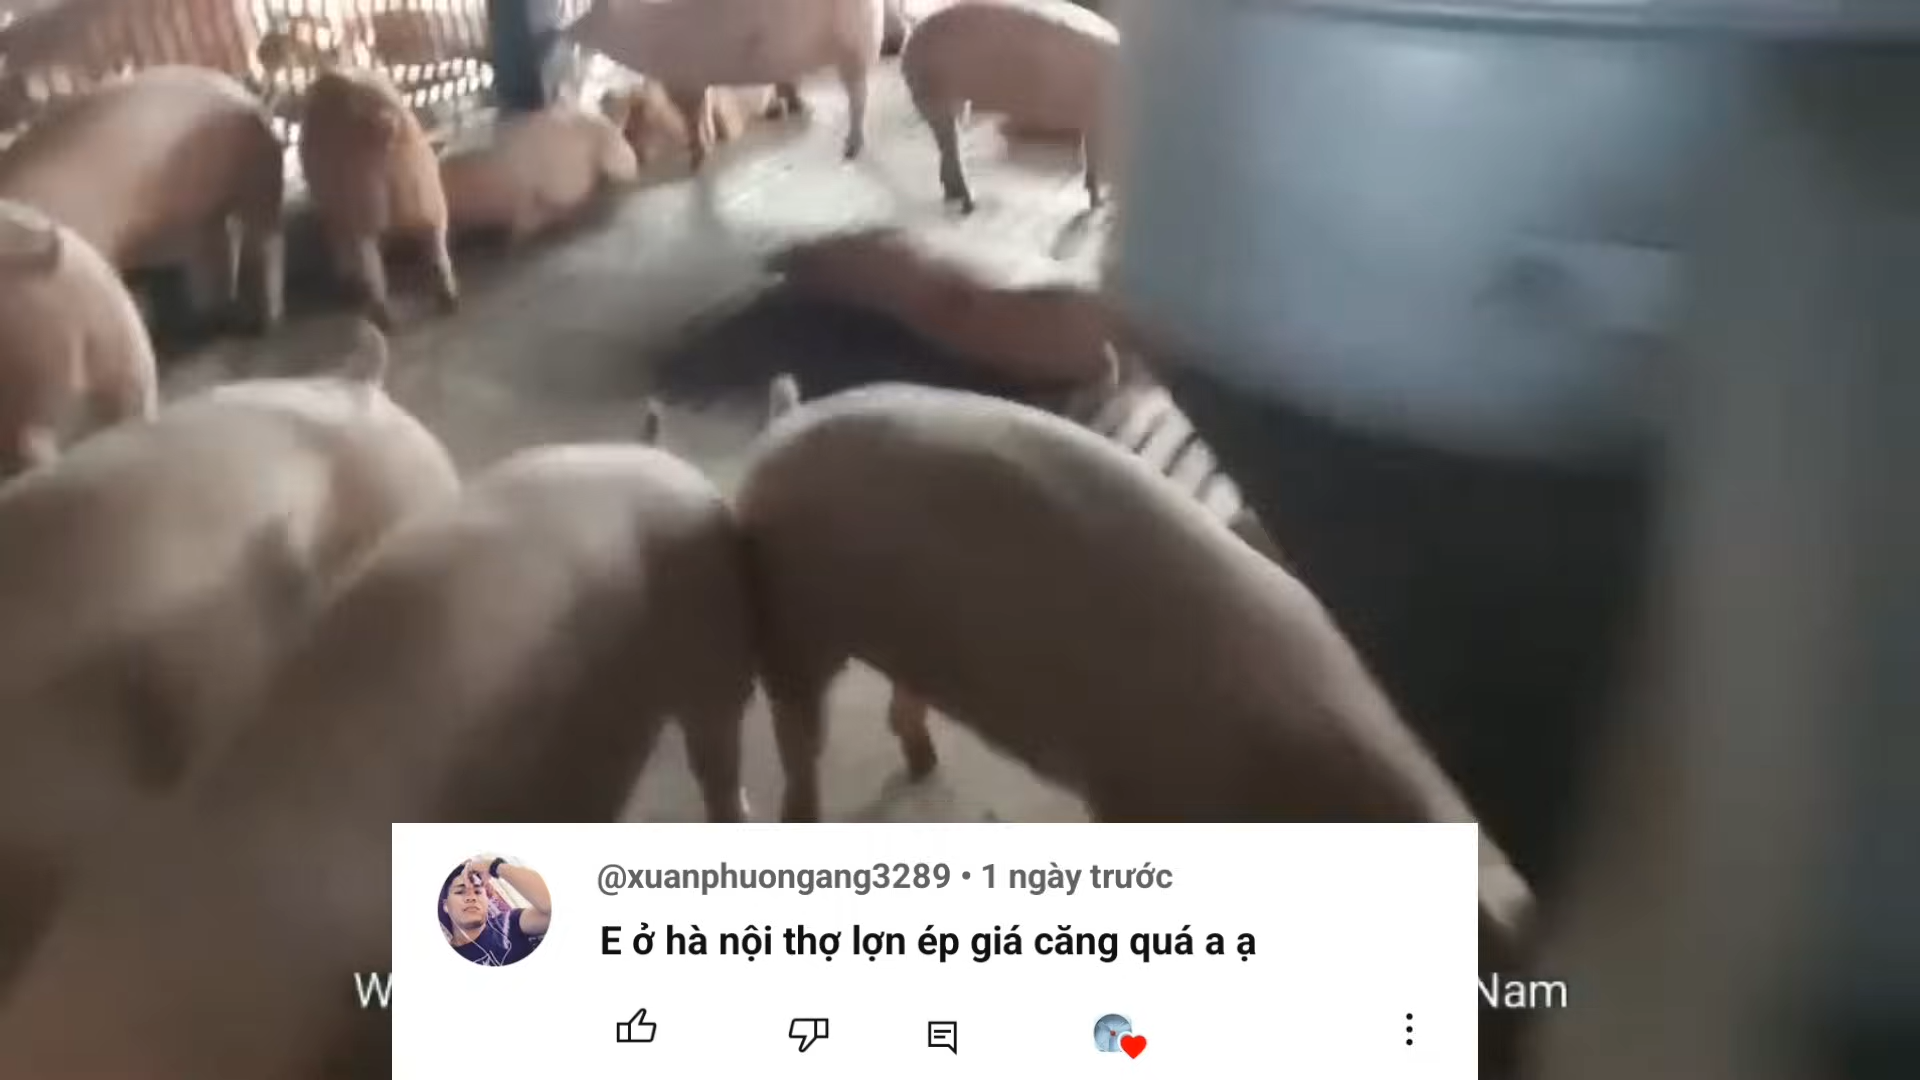 @xuanphuongang3289 • 1 ngày trước
E ở hà nội thợ lợn ép giá căng quá a ạ
W
Nam